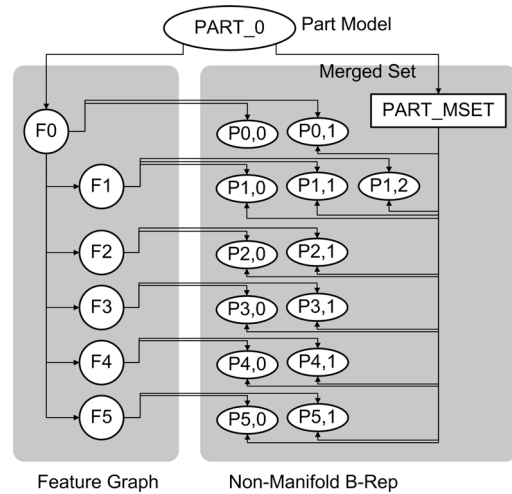 PART_0
Part Model
Merged Set
PART_MSET
F0
P0,0
P0,1
F1
P1,0
P1,1
P1,2
F2
P2,0
P2,1
F3
P3,0
P3,1
F4
P4,0
P4,1
F5
P5,0
P5,1
Feature Graph
Non-Manifold B-Rep